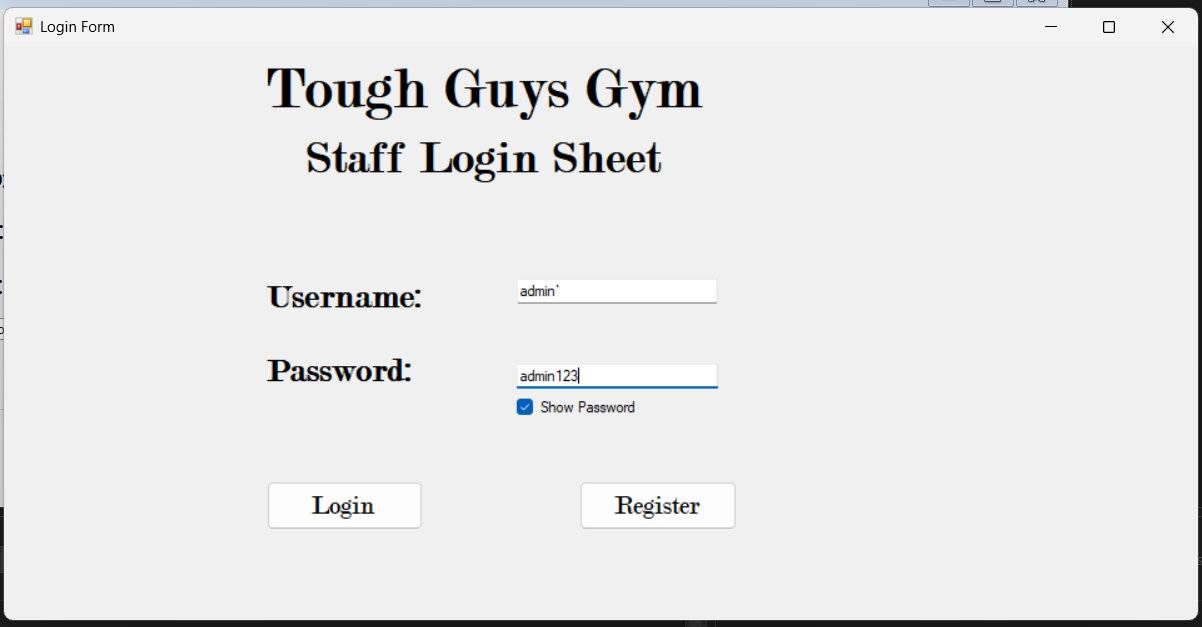 Login Form
Tough Guys Gym
Staff Login Sheet
Username: admin`
Password: admin123
Show Password
Login Register